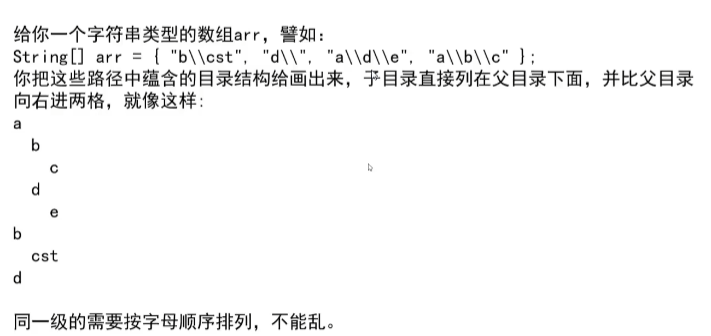 给你一个字符串类型的数组arr，譬如：
String[] arr = { "b\\cst", "d\\", "a\\d\\e", "a\\b\\c" };
你把这些路径中蕴含的目录结构给画出来，子目录直接列在父目录下面，并比父目录
向右进两格，就像这样:
a
  b
    c
  d
    e
b
  cst
d
同一级的需要按字母顺序排列，不能乱。